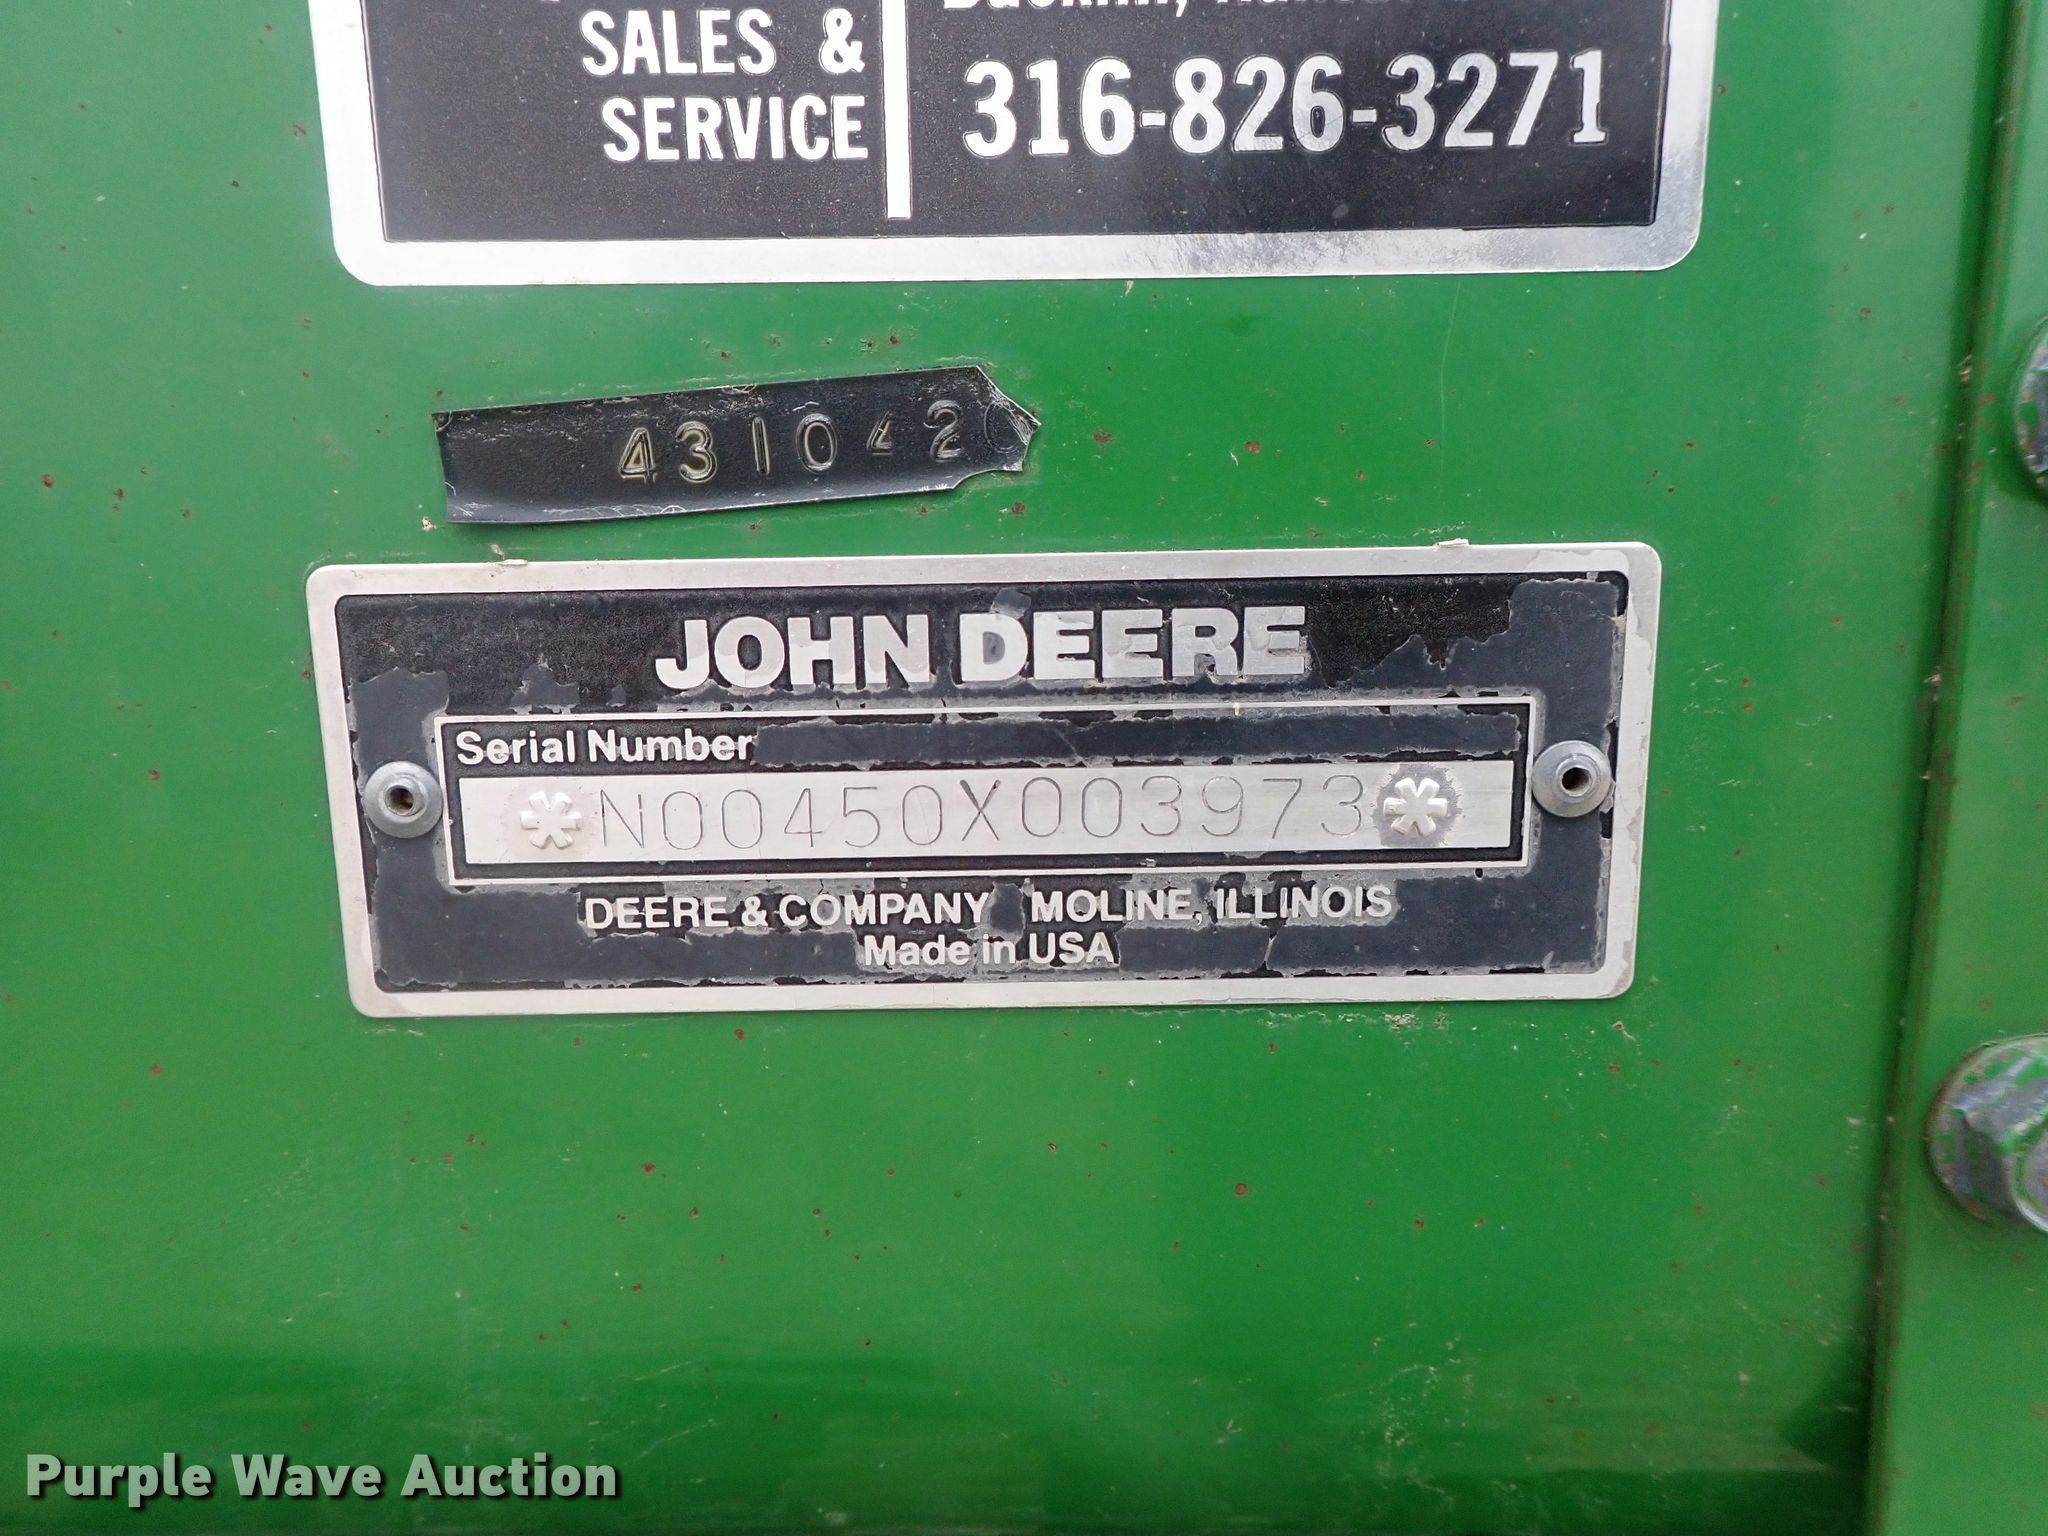 SALES &
SERVICE
316-826-3271
431042
JOHN DEERE
Serial Number
*N00450X003973*
DEERE & COMPANY MOLINE, ILLINOIS
Made in USA
Purple Wave Auction